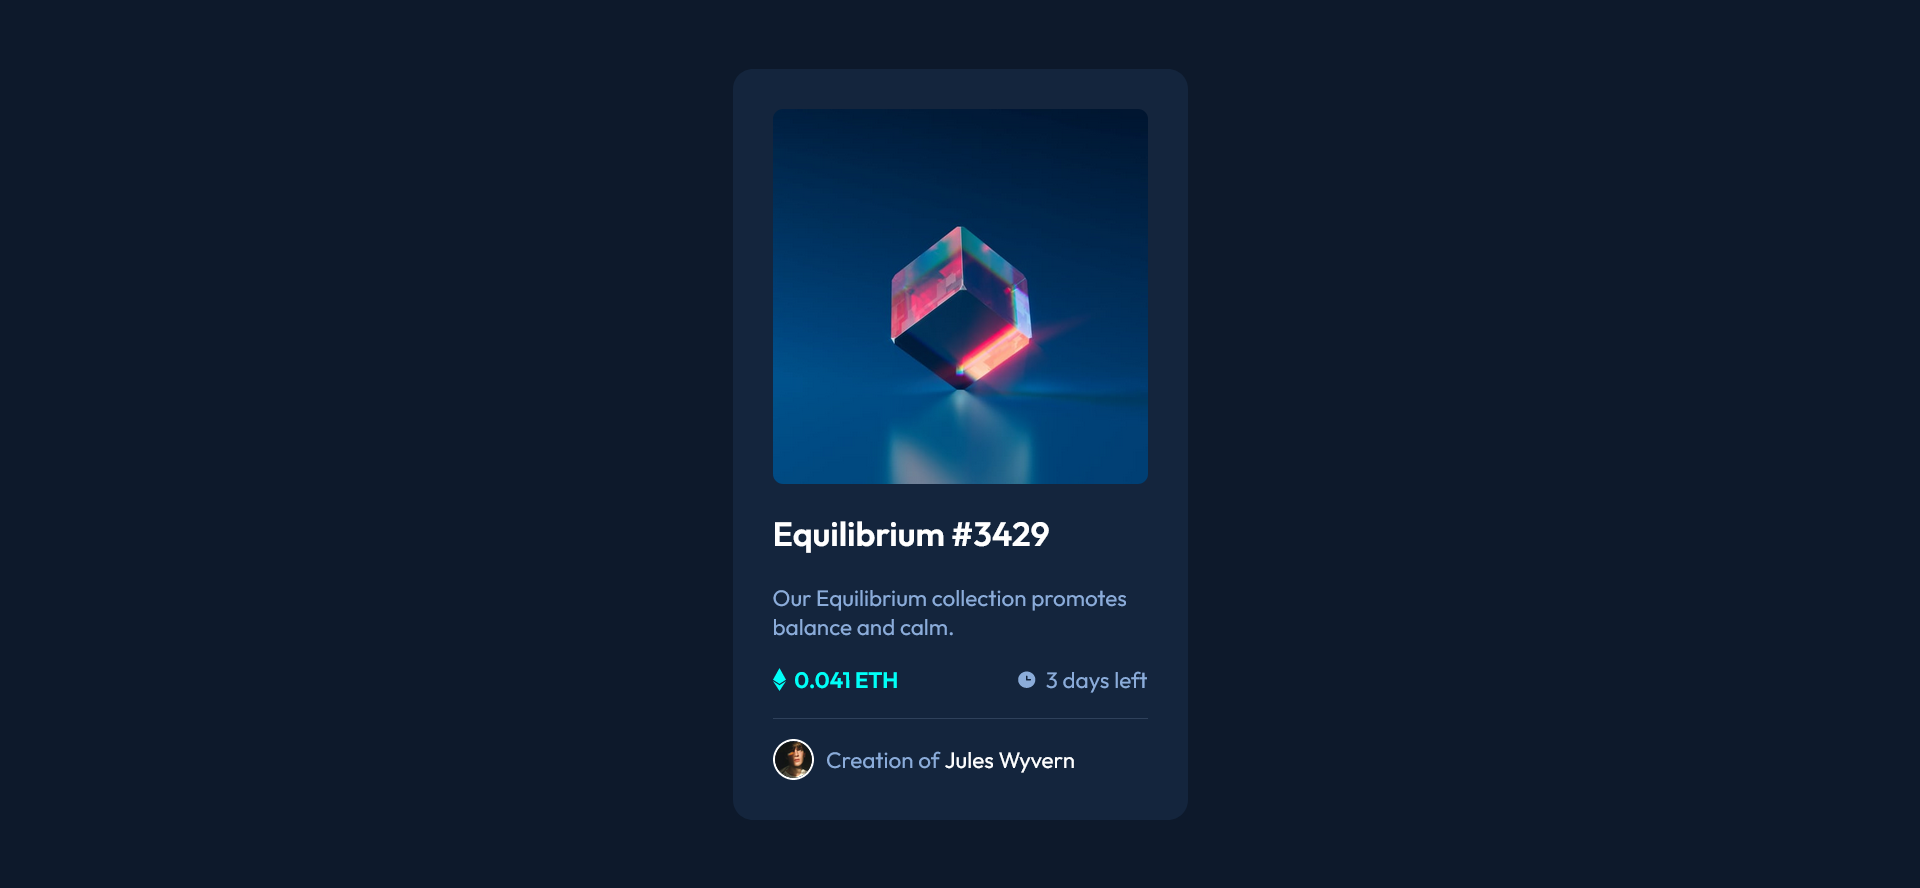 Equilibrium #3429
Our Equilibrium collection promotes
balance and calm.
0.041 ETH
3 days left
Creation of Jules Wyvern